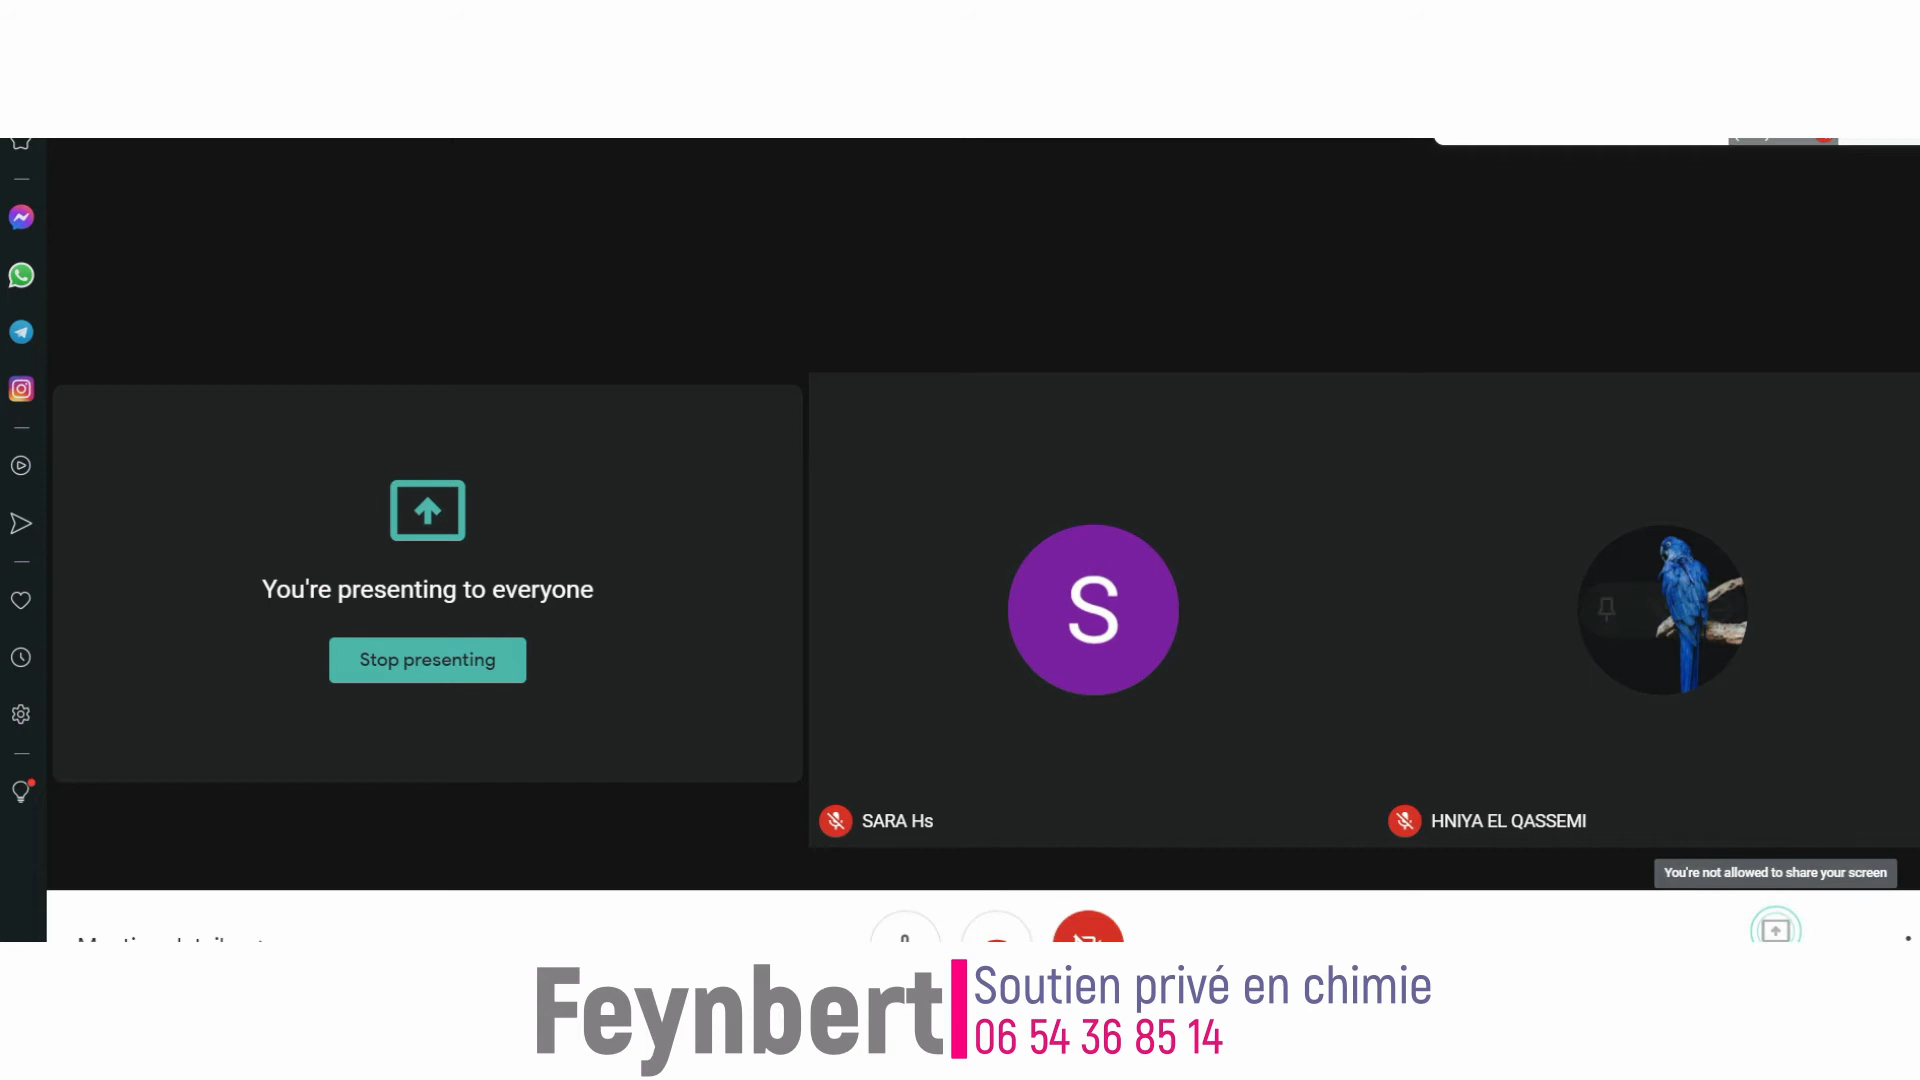 You're presenting to everyone
Stop presenting
S
SARA Hs
HNIYA EL QASSEMI
You're not allowed to share your screen
Feynbert
Soutien privé en chimie
06 54 36 85 14